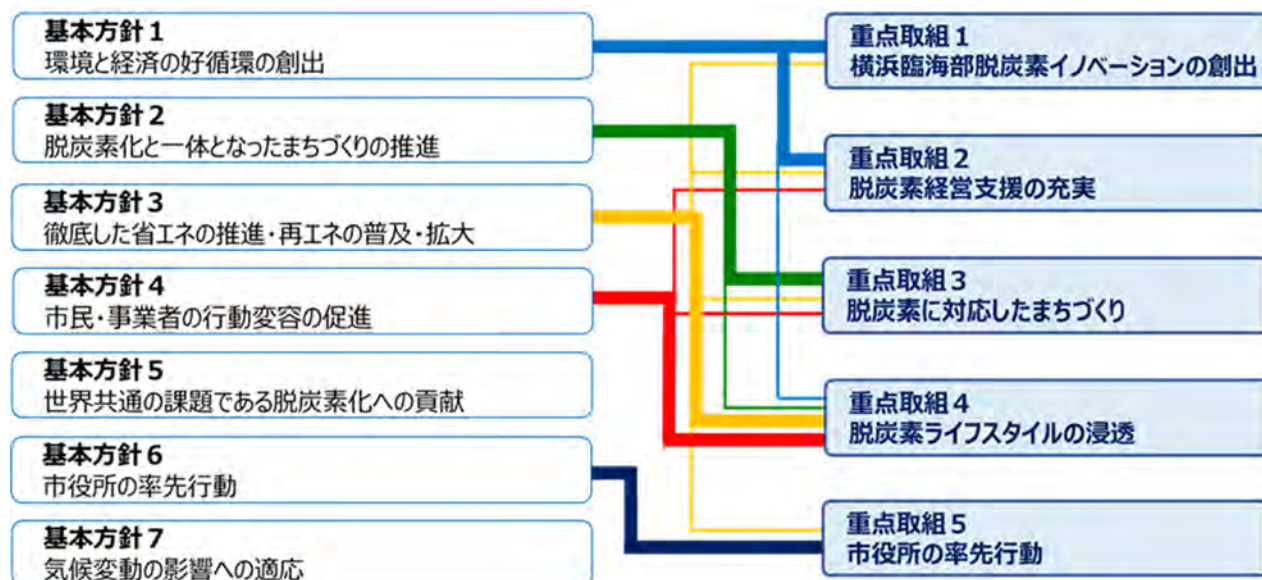 基本方針1
環境と経済の好循環の創出
基本方針2
脱炭素化と一体となったまちづくりの推進
基本方針3
徹底した省エネの推進・再エネの普及・拡大
基本方針4
市民・事業者の行動変容の促進
基本方針5
世界共通の課題である脱炭素化への貢献
基本方針6
市役所の率先行動
基本方針7
気候変動の影響への適応
重点取組1
横浜臨海部脱炭素イノベーションの創出
重点取組2
脱炭素経営支援の充実
重点取組3
脱炭素に対応したまちづくり
重点取組4
脱炭素ライフスタイルの浸透
重点取組5
市役所の率先行動